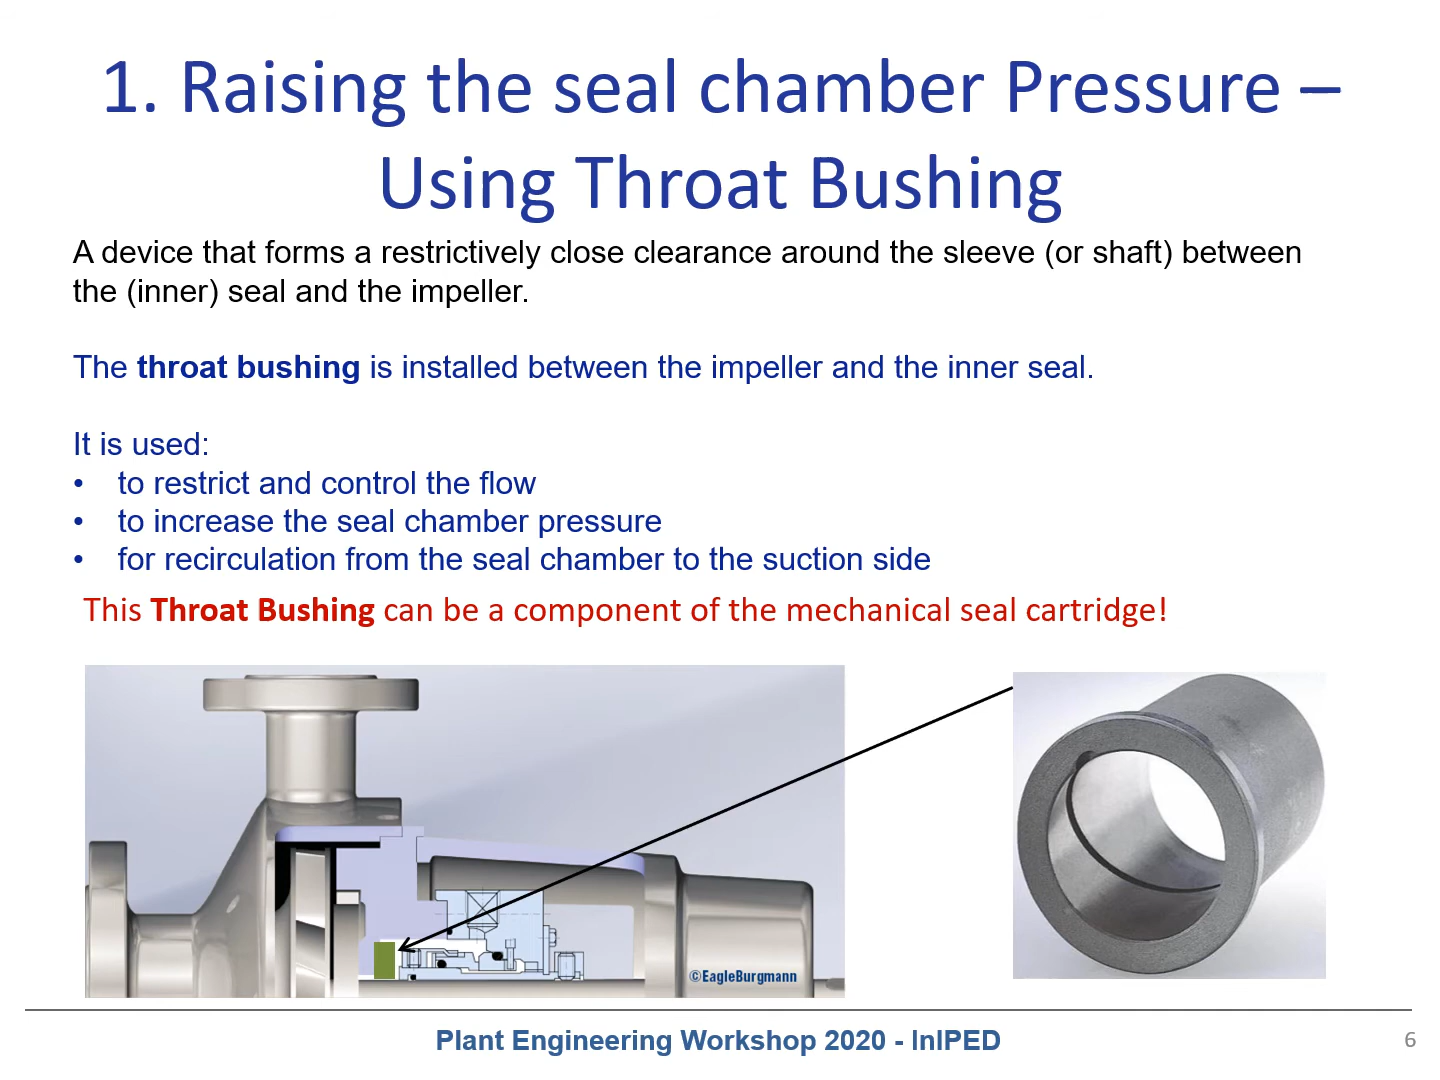 1. Raising the seal chamber Pressure –
Using Throat Bushing
A device that forms a restrictively close clearance around the sleeve (or shaft) between
the (inner) seal and the impeller.
The throat bushing is installed between the impeller and the inner seal.
It is used:
• to restrict and control the flow
• to increase the seal chamber pressure
• for recirculation from the seal chamber to the suction side
This Throat Bushing can be a component of the mechanical seal cartridge!
©EagleBurgmann
Plant Engineering Workshop 2020 - InIPED
6